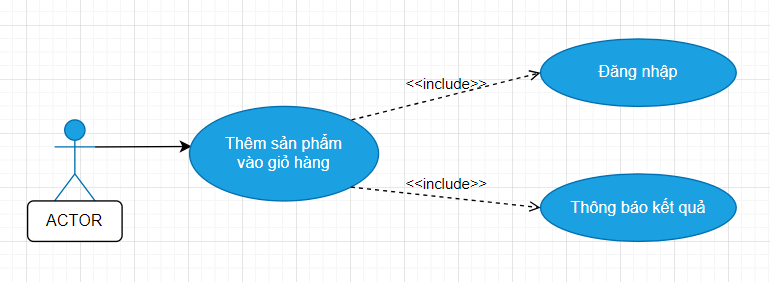 Đăng nhập
<<include>>
Thêm sản phẩm
vào giỏ hàng
<<include>>
Thông báo kết quả
ACTOR